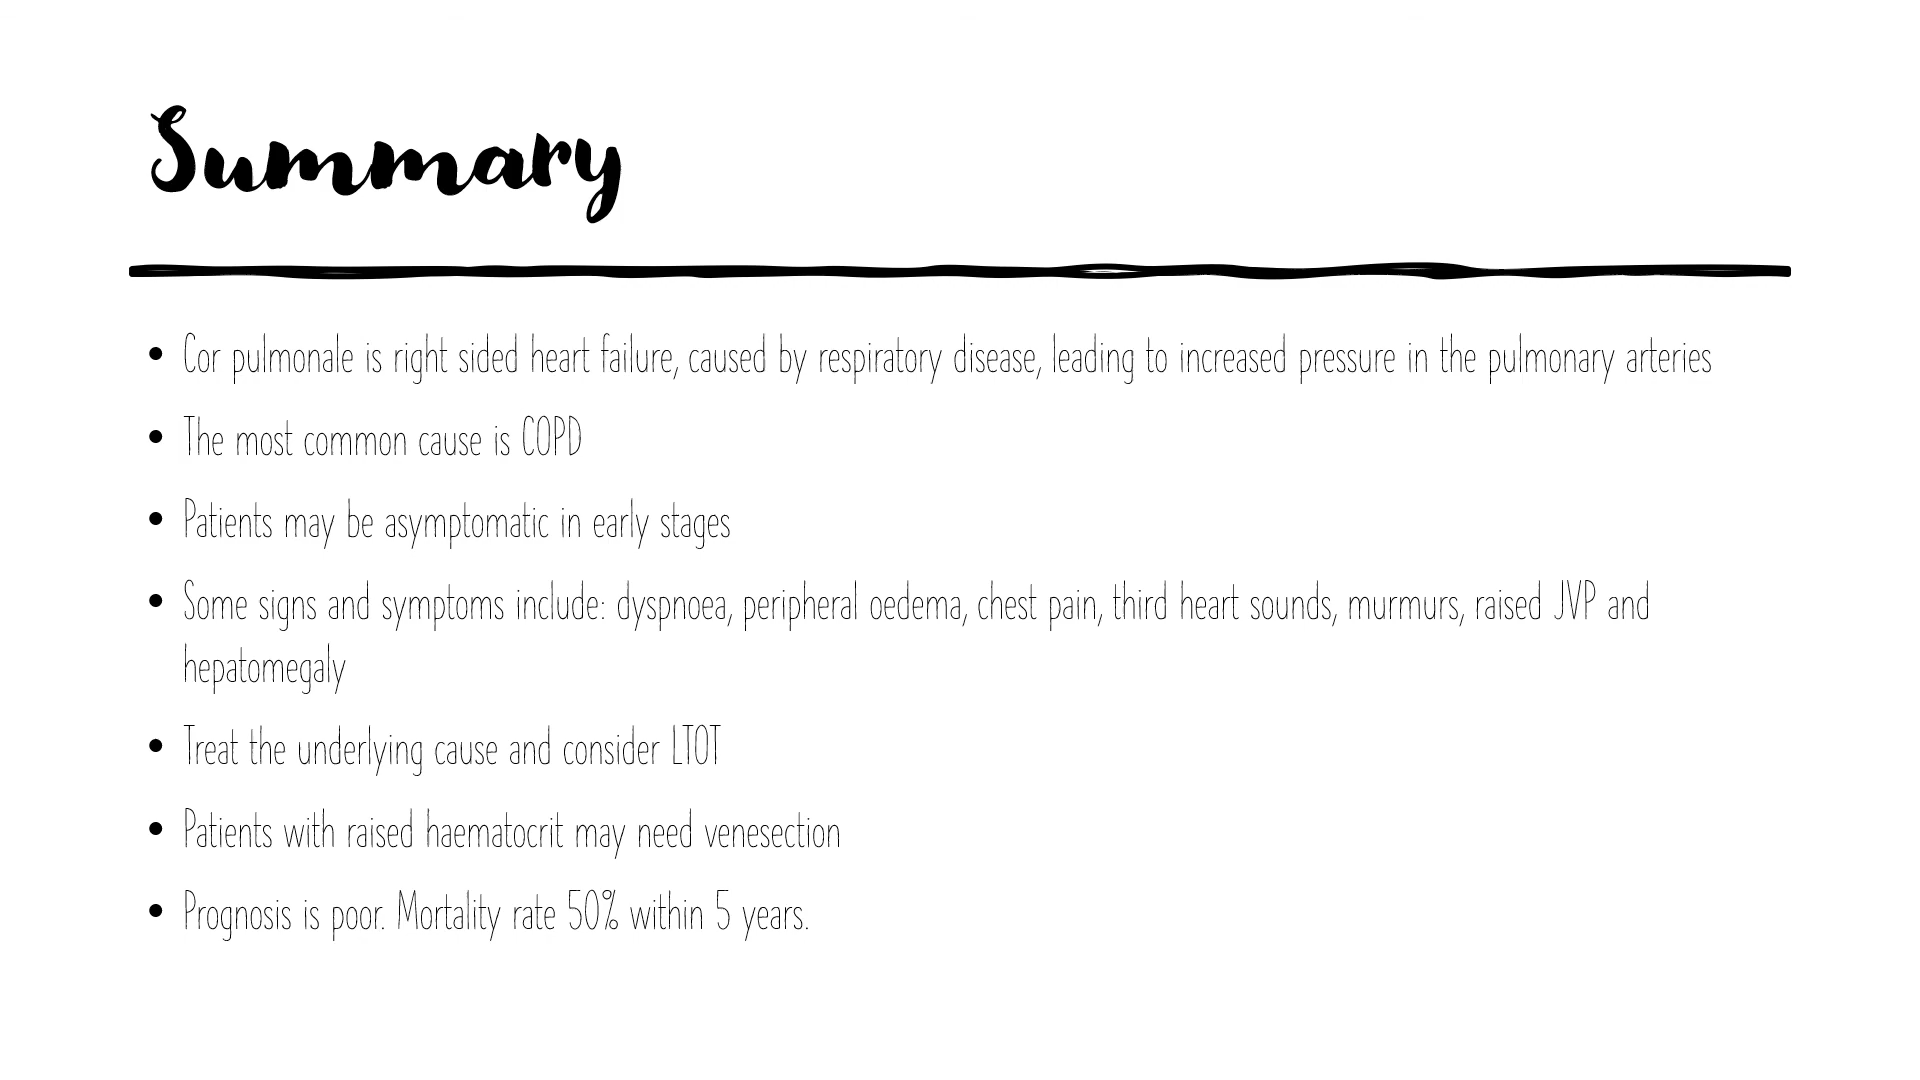 Summary
• Cor pulmonale is right sided heart failure, caused by respiratory disease, leading to increased pressure in the pulmonary arteries
• The most common cause is COPD
• Patients may be asymptomatic in early stages
• Some signs and symptoms include: dyspnoea, peripheral oedema, chest pain, third heart sounds, murmurs, raised JVP and
hepatomegaly
• Treat the underlying cause and consider LTOT
• Patients with raised haematocrit may need venesection
• Prognosis is poor. Mortality rate 50% within 5 years.